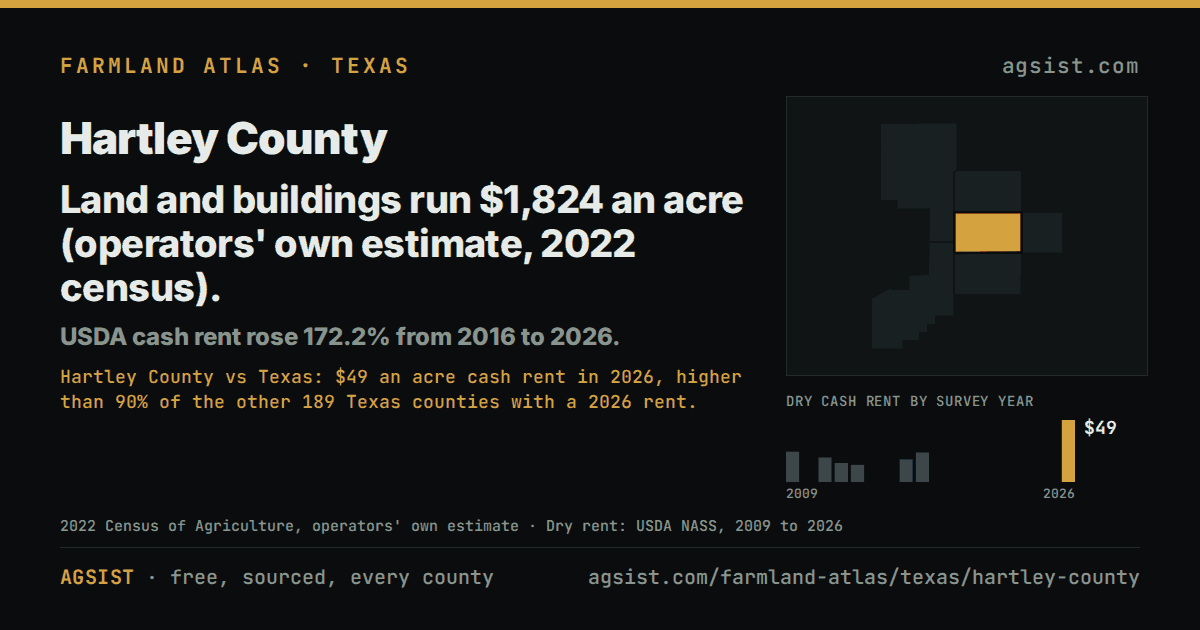 FARMLAND ATLAS · TEXAS
agsist.com
Hartley County
Land and buildings run $1,824 an acre
(operators' own estimate, 2022
census).
USDA cash rent rose 172.2% from 2016 to 2026.
Hartley County vs Texas: $49 an acre cash rent in 2026, higher
than 90% of the other 189 Texas counties with a 2026 rent.
DRY CASH RENT BY SURVEY YEAR
$49
2009
2026
2022 Census of Agriculture, operators' own estimate · Dry rent: USDA NASS, 2009 to 2026
AGSIST · free, sourced, every county
agsist.com/farmland-atlas/texas/hartley-county